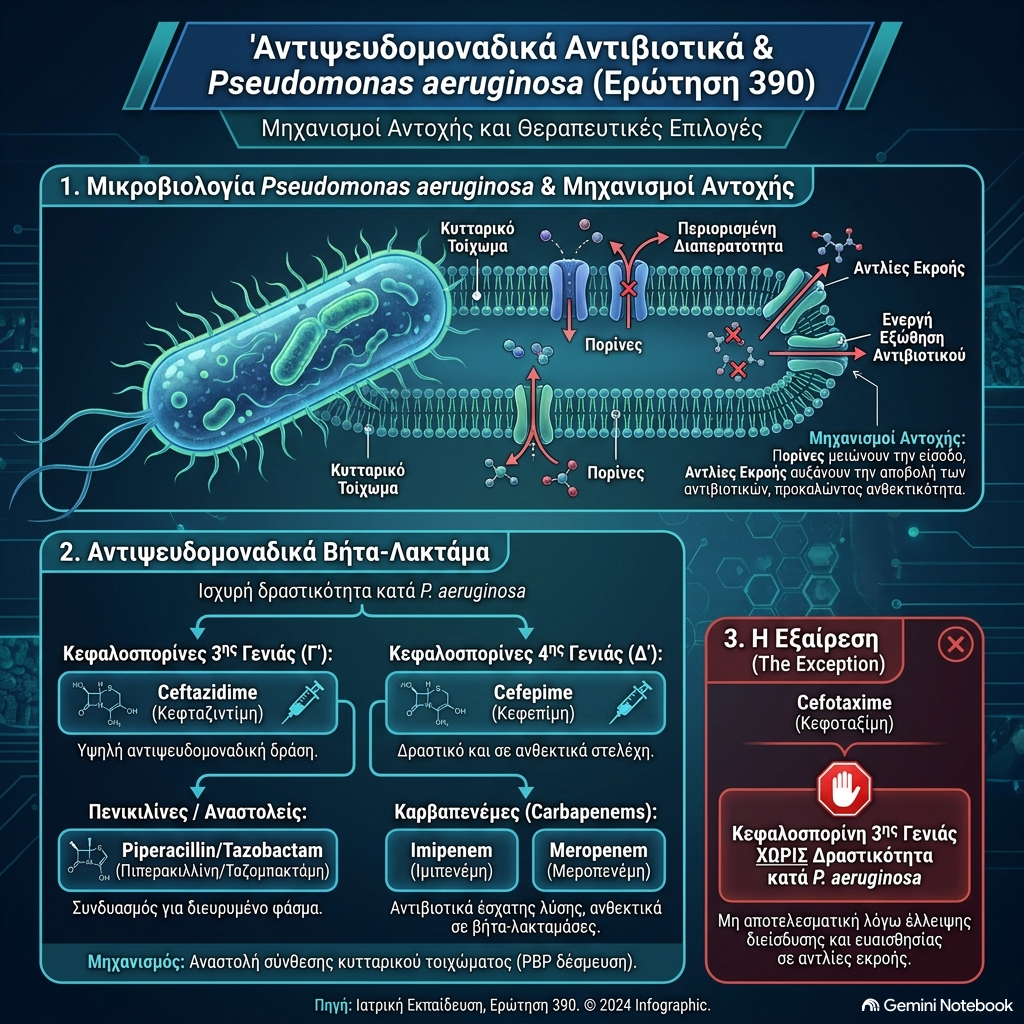 'Αντιψευδομοναδικά Αντιβιοτικά &
Pseudomonas aeruginosa (Ερώτηση 390)
Μηχανισμοί Αντοχής και Θεραπευτικές Επιλογές
1. Μικροβιολογία Pseudomonas aeruginosa & Μηχανισμοί Αντοχής
Κυτταρικό
Τοίχωμα
Περιορισμένη
Διαπερατότητα
Αντλίες Εκροής
Ενεργή
Εξώθηση
Αντιβιοτικού
Πορίνες
Κυτταρικό
Τοίχωμα
Πορίνες
Μηχανισμοί Αντοχής:
Πορίνες μειώνουν την είσοδο,
Αντλίες Εκροής αυξάνουν την αποβολή των
αντιβιοτικών, προκαλώντας ανθεκτικότητα.
2. Αντιψευδομοναδικά Βήτα-Λακτάμα
Ισχυρή δραστικότητα κατά P. aeruginosa
Κεφαλοσπορίνες 3ης Γενιάς (Γ'):
HO
H
S
O
OH
Ceftazidime
(Κεφταζιντίμη)
Υψηλή αντιψευδομοναδική δράση.
Κεφαλοσπορίνες 4ης Γενιάς (Δ'):
HO
H
S
O
OH
Cefepime
(Κεφεπίμη)
Δραστικό και σε ανθεκτικά στελέχη.
Πενικιλίνες / Αναστολείς:
S
O
OH
Piperacillin/Tazobactam
(Πιπερακιλλίνη/Ταζομπακτάμη)
Συνδυασμός για διευρυμένο φάσμα.
Καρβαπενέμες (Carbapenems):
Imipenem
(Ιμιπενέμη)
Meropenem
(Μεροπενέμη)
Αντιβιοτικά έσχατης λύσης, ανθεκτικά
σε βήτα-λακταμάσες.
Μηχανισμός: Αναστολή σύνθεσης κυτταρικού τοιχώματος (PBP δέσμευση).
3. Η Εξαίρεση
(The Exception)
Cefotaxime
(Κεφοταξίμη)
Κεφαλοσπορίνη 3ης Γενιάς
ΧΩΡΙΣ Δραστικότητα
κατά P. aeruginosa
Μη αποτελεσματική λόγω έλλειψης
διείσδυσης και ευαισθησίας
σε αντλίες εκροής.
Πηγή: Ιατρική Εκπαίδευση, Ερώτηση 390. © 2024 Infographic.
Gemini Notebook